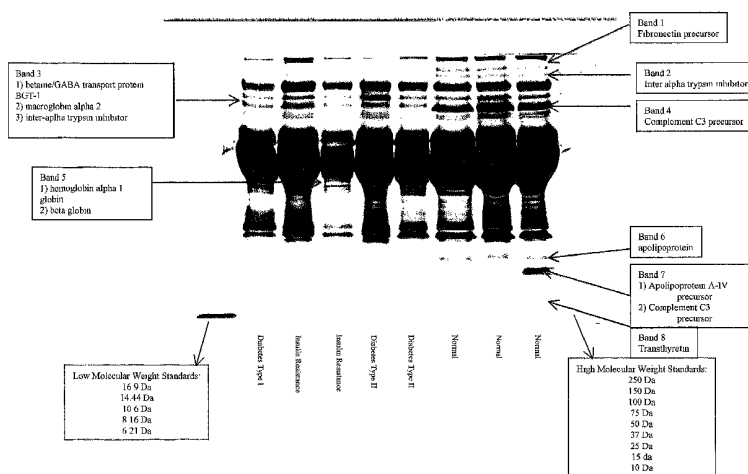 Band 1
Fibronectin precursor
Band 3
1) betaine/GABA transport protein
BGT-1
2) macroglobin alpha 2
3) inter-aplha trypsin inhibitor
Band 2
Inter alpha trypsin inhibitor
Band 4
Complement C3 precursor
Band 5
1) hemoglobin alpha 1
globin
2) beta globin
Band 6
apolipoprotein
Band 7
1) Apolipoprotein A-IV
precursor
2) Complement C3
precursor
Band 8
Transthyretin
Diabetes Type I
Insulin Resistance
Insulin Resistance
Diabetes Type II
Diabetes Type II
Normal
Normal
Normal
Low Molecular Weight Standards:
16 9 Da
14.44 Da
10 6 Da
8 16 Da
6 21 Da
High Molecular Weight Standards:
250 Da
150 Da
100 Da
75 Da
50 Da
37 Da
25 Da
15 da
10 Da